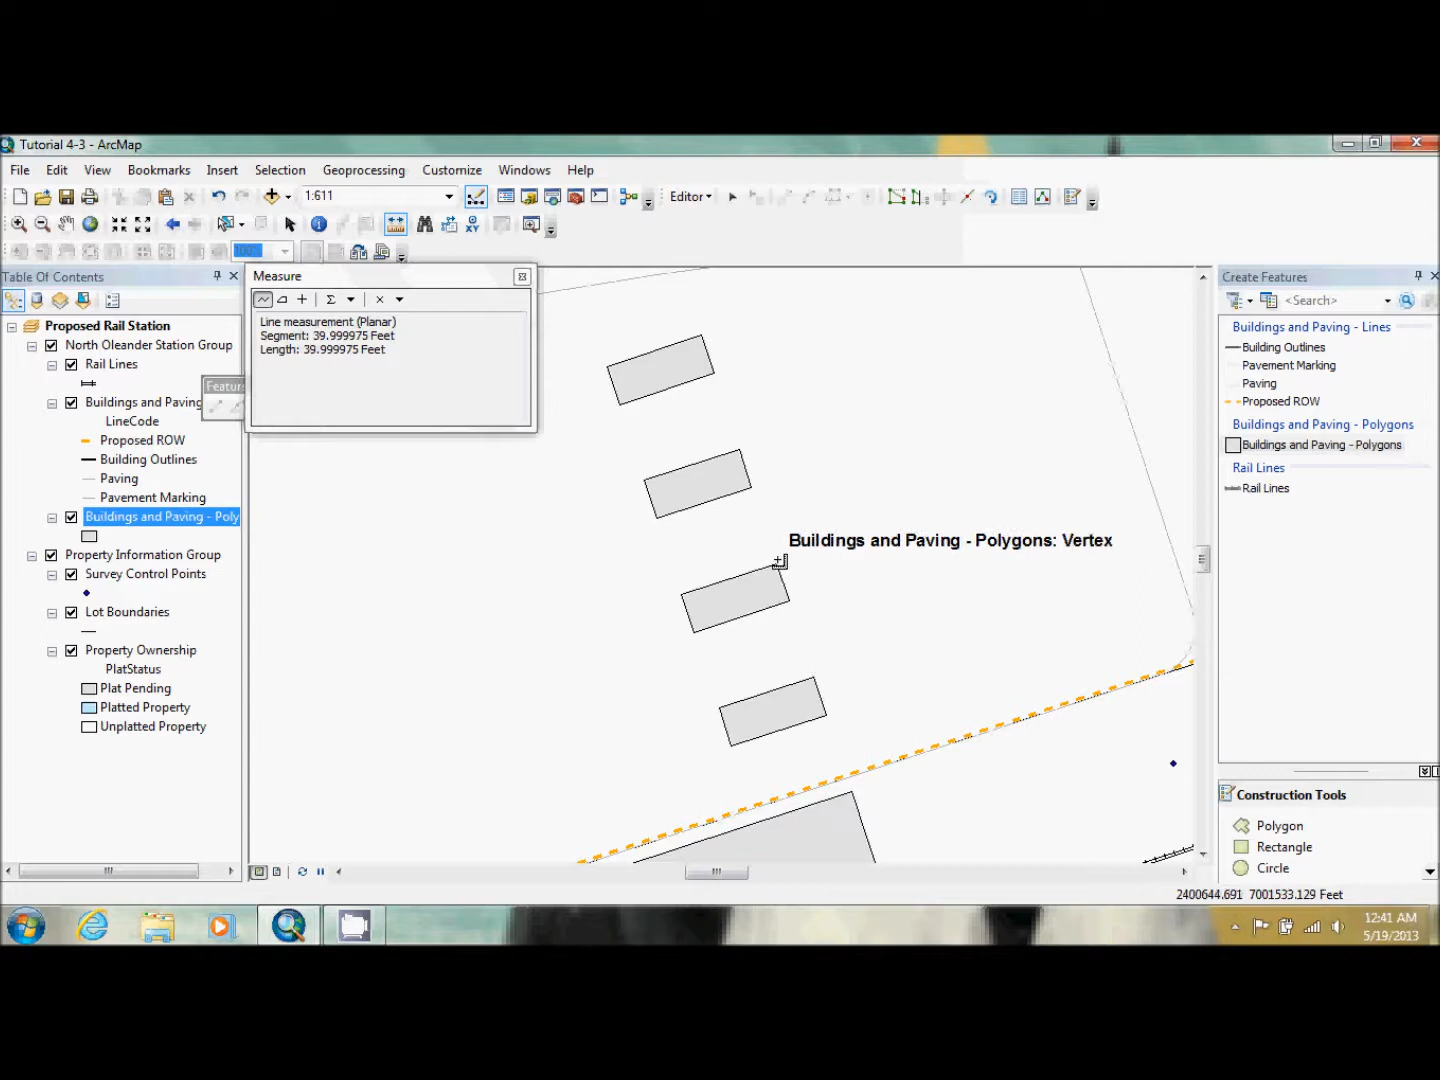 Tutorial 4-3 - ArcMap
File Edit View Bookmarks Insert Selection Geoprocessing Customize Windows Help
1:611
Editor
XY
100%
Table Of Contents
Proposed Rail Station
North Oleander Station Group
Rail Lines
Buildings and Paving
LineCode
Proposed ROW
Building Outlines
Paving
Pavement Marking
Buildings and Paving - Poly
Property Information Group
Survey Control Points
Lot Boundaries
Property Ownership
PlatStatus
Plat Pending
Platted Property
Unplatted Property
Featur
Measure
Line measurement (Planar)
Segment: 39.999975 Feet
Length: 39.999975 Feet
Buildings and Paving - Polygons: Vertex
Create Features
<Search>
Buildings and Paving - Lines
Building Outlines
Pavement Marking
Paving
Proposed ROW
Buildings and Paving - Polygons
Buildings and Paving - Polygons
Rail Lines
Rail Lines
Construction Tools
Polygon
Rectangle
Circle
2400644.691 7001533.129 Feet
12:41 AM
5/19/2013